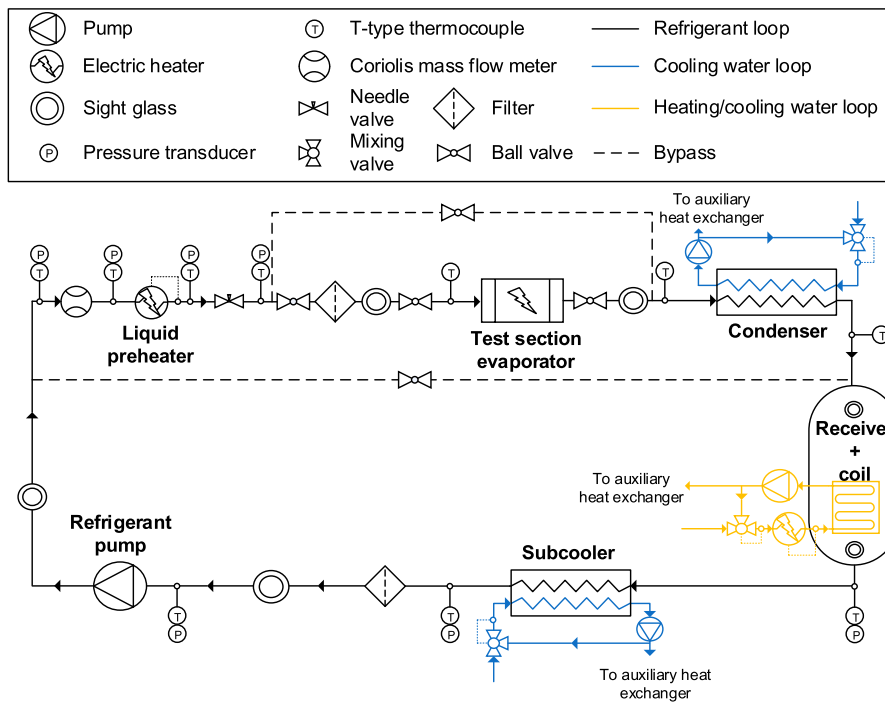 Pump
T
T-type thermocouple
Refrigerant loop
Electric heater
Coriolis mass flow meter
Cooling water loop
Sight glass
Needle
valve
Filter
Heating/cooling water loop
P
Pressure transducer
Mixing
valve
Ball valve
Bypass
To auxiliary
heat exchanger
P
T
P
T
P
T
P
T
T
T
Liquid
preheater
Test section
evaporator
Condenser
T
Receive
+
coil
To auxiliary
heat exchanger
Refrigerant
pump
Subcooler
T
P
T
P
T
P
To auxiliary heat
exchanger